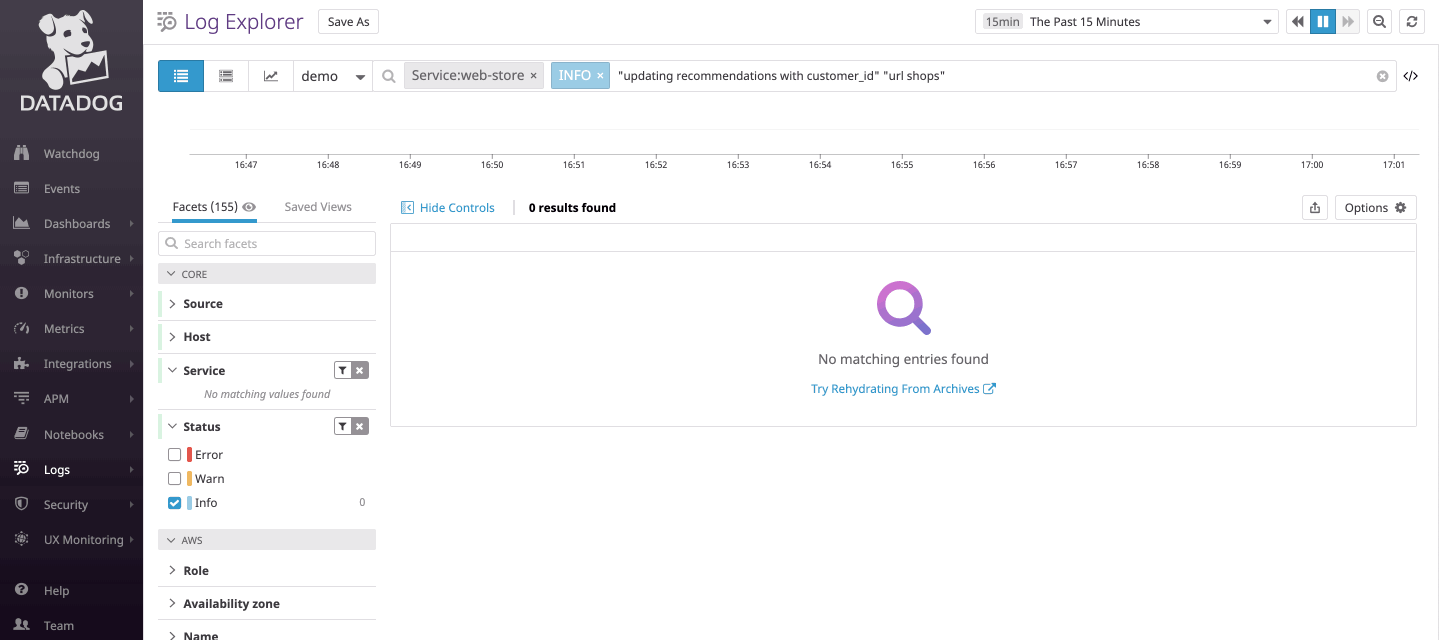 DATADOG
Watchdog
Events
Dashboards
Infrastructure
Monitors
Metrics
Integrations
APM
Notebooks
Logs
Security
UX Monitoring
Help
Team
Log Explorer
Save As
15min The Past 15 Minutes
demo
Service:web-store ×
INFO ×
"updating recommendations with customer_id" "url shops"
</>
16:47 16:48 16:49 16:50 16:51 16:52 16:53 16:54 16:55 16:56 16:57 16:58 16:59 17:00 17:01
Facets (155)
Saved Views
Search facets
CORE
Source
Host
Service
No matching values found
Status
Error
Warn
Info 0
AWS
Role
Availability zone
Name
Hide Controls
0 results found
Options
No matching entries found
Try Rehydrating From Archives